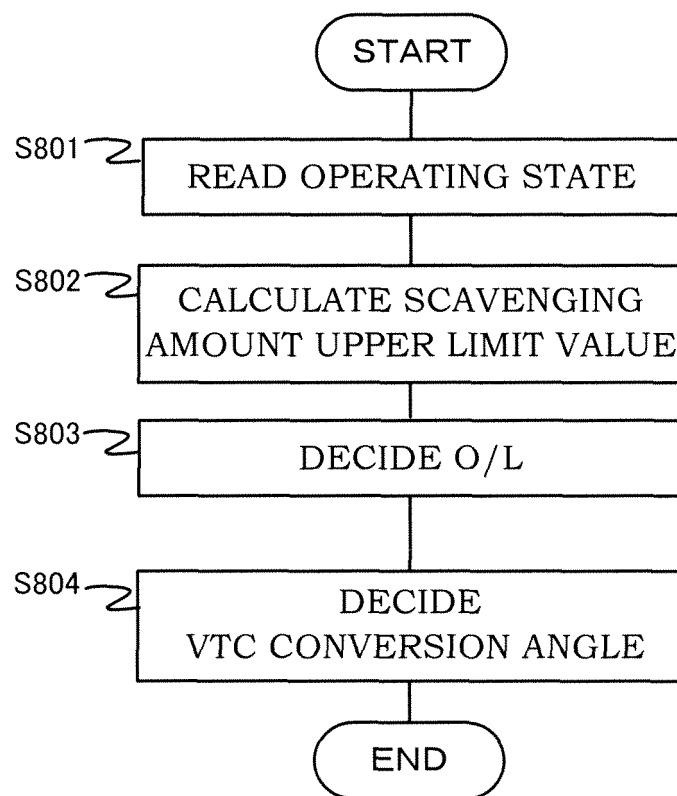 START
S801
READ OPERATING STATE
S802
CALCULATE SCAVENGING
AMOUNT UPPER LIMIT VALUE
S803
DECIDE O/L
S804
DECIDE
VTC CONVERSION ANGLE
END